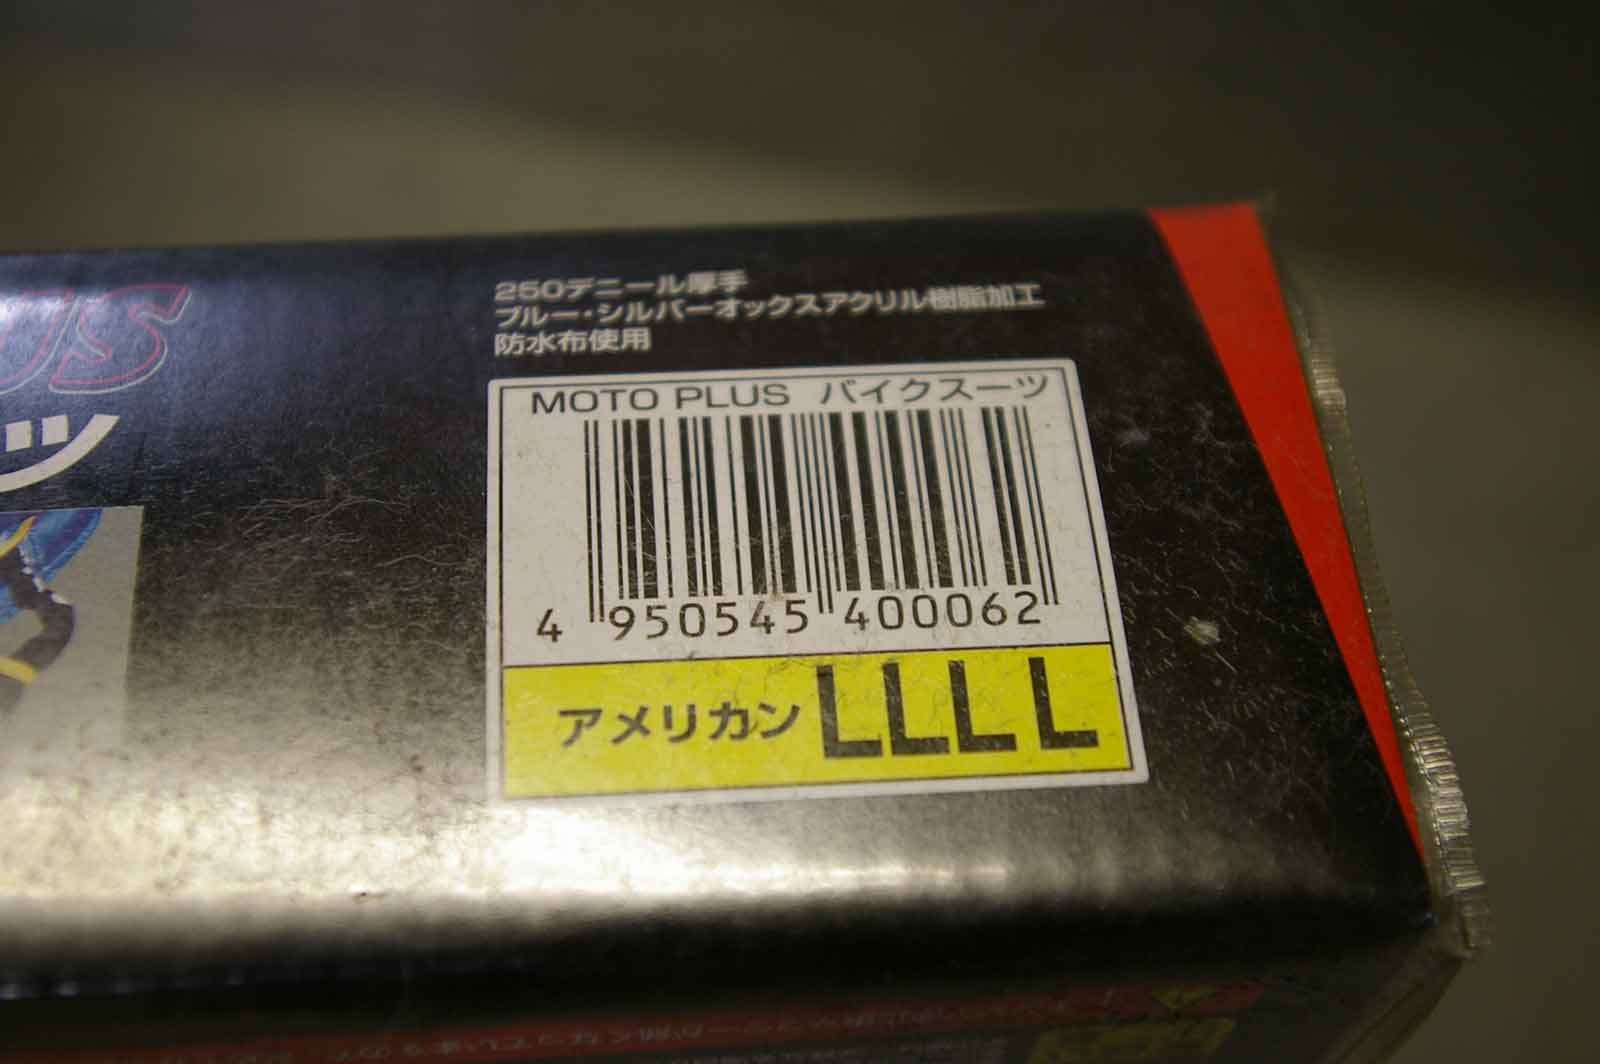 250デニール厚手
ブルー・シルバーオックスアクリル樹脂加工
防水布使用
MOTO PLUS バイクスーツ
4 950545 400062
アメリカン LLLL
US
ツ